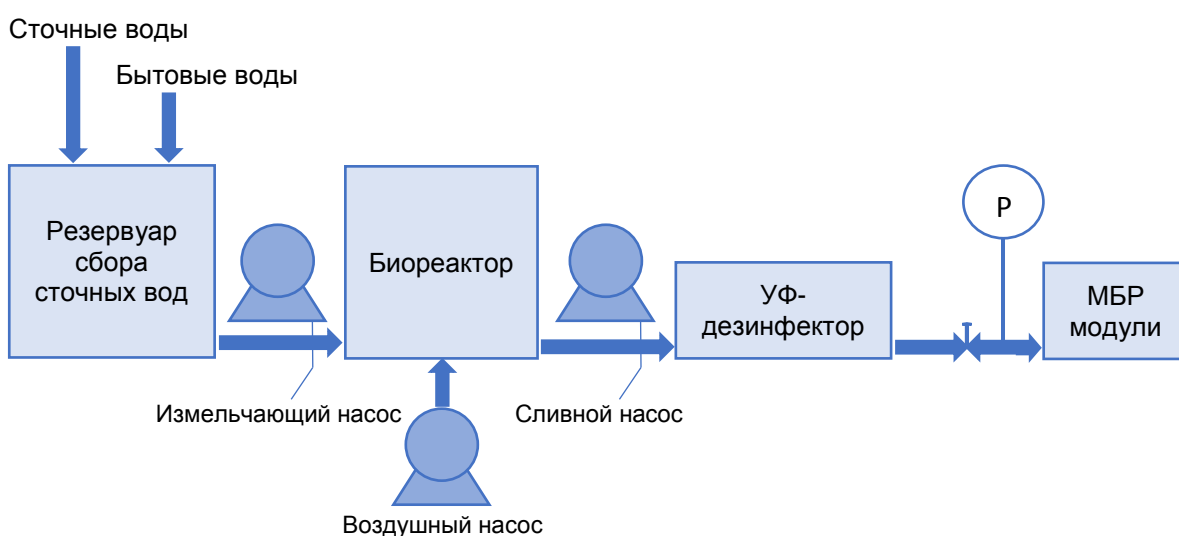 Сточные воды
Бытовые воды
Резервуар
сбора
сточных вод
Биореактор
УФ-
дезинфектор
P
МБР
модули
Измельчающий насос
Сливной насос
Воздушный насос